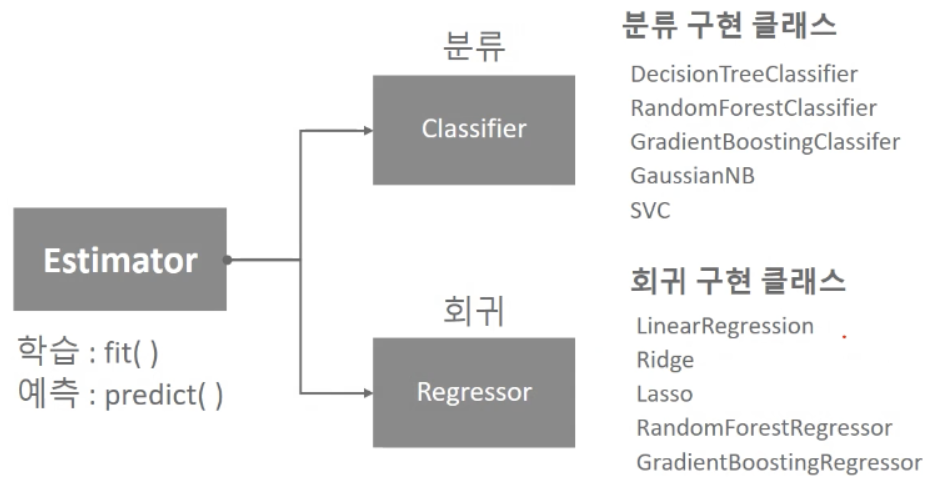 분류
Classifier
분류 구현 클래스
DecisionTreeClassifier
RandomForestClassifier
GradientBoostingClassifer
GaussianNB
SVC
Estimator
학습 : fit( )
예측 : predict( )
회귀
Regressor
회귀 구현 클래스
LinearRegression
Ridge
Lasso
RandomForestRegressor
GradientBoostingRegressor